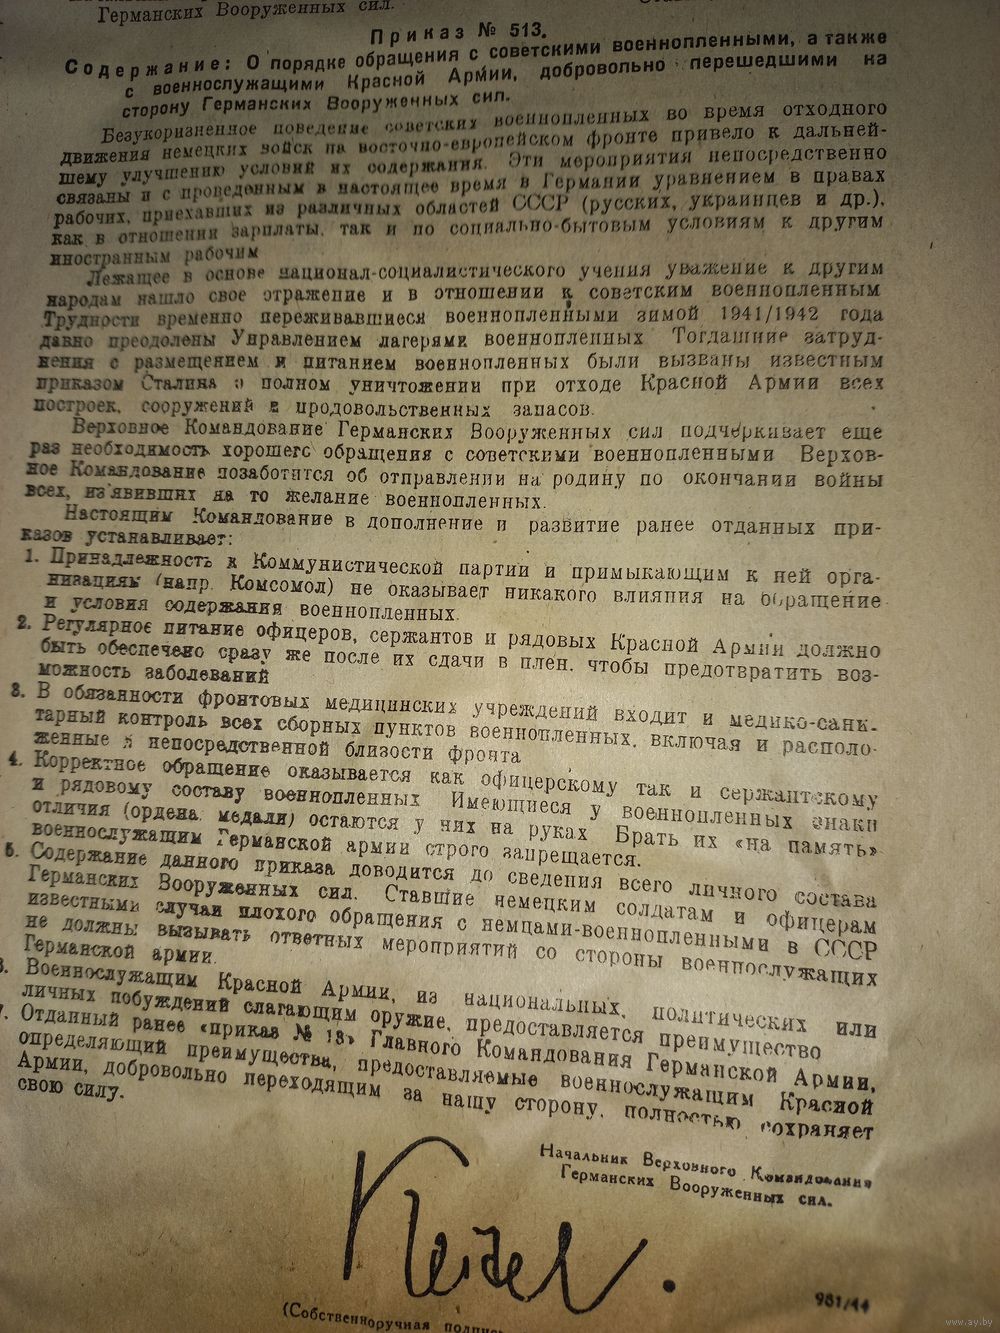 Германских Вооруженных сил.
Приказ № 513.
Содержание: О порядке обращения с советскими военнопленными, а также
с военнослужащими Красной Армии, добровольно перешедшими на
сторону Германских Вооруженных сил.
Безукоризненное поведение советских военнопленных во время отходного
движения немецких войск на восточно-европейском фронте привело к дальней-
шему улучшению условий их содержания. Эти мероприятия непосредственно
связаны и с проведенным в настоящее время в Германии уравнением в правах
рабочих, приехавших из различных областей СССР (русских, украинцев и др.),
как в отношении зарплаты, так и по социально-бытовым условиям к другим
иностранным рабочим
Лежащее в основе национал-социалистического учения уважение к другим
народам нашло свое отражение и в отношении к советским военнопленным
Трудности временно переживавшиеся военнопленными зимой 1941/1942 года
давно преодолены Управлением лагерями военнопленных Тогдашние затруд-
нения с размещением и питанием военнопленных были вызваны известным
приказом Сталина о полном уничтожении при отходе Красной Армии всех
построек, сооружений и продовольственных запасов.
Верховное Командование Германских Вооруженных сил подчеркивает еще
раз необходимость хорошего обращения с советскими военнопленными Верхов-
ное Командование позаботится об отправлении на родину по окончании войны
всех, из'явивших на то желание военнопленных.
Настоящим Командование в дополнение и развитие ранее отданных при-
казов устанавливает:
1. Принадлежность к Коммунистической партии и примыкающим к ней орга-
низациям (напр. Комсомол) не оказывает никакого влияния на обращение
и условия содержания военнопленных.
2. Регулярное питание офицеров, сержантов и рядовых Красной Армии должно
быть обеспечено сразу же после их сдачи в плен, чтобы предотвратить воз-
можность заболеваний
3. В обязанности фронтовых медицинских учреждений входит и медико-сани-
тарный контроль всех сборных пунктов военнопленных, включая и располо-
женные в непосредственной близости фронта
4. Корректное обращение оказывается как офицерскому так и сержантскому
и рядовому составу военнопленных Имеющиеся у военнопленных знаки
отличия (ордена, медали) остаются у них на руках Брать их «на память»
военнослужащим Германской армии строго запрещается.
5. Содержание данного приказа доводится до сведения всего личного состава
Германских Вооруженных сил. Ставшие немецким солдатам и офицерам
известными случаи плохого обращения с немцами-военнопленными в СССР
не должны вызывать ответных мероприятий со стороны военнослужащих
Германской армии.
Военнослужащим Красной Армии, из национальных, политических или
личных побуждений слагающим оружие, предоставляется преимущество
Отданный ранее «приказ № 13» Главного Командования Германской Армии,
определяющий преимущества, предоставляемые военнослужащим Красной
Армии, добровольно переходящим за нашу сторону, полностью сохраняет
свою силу.
Начальник Верховного Командования
Германских Вооруженных сил.
Keitel
(Собственноручная подпис
981/44
www.ay.by